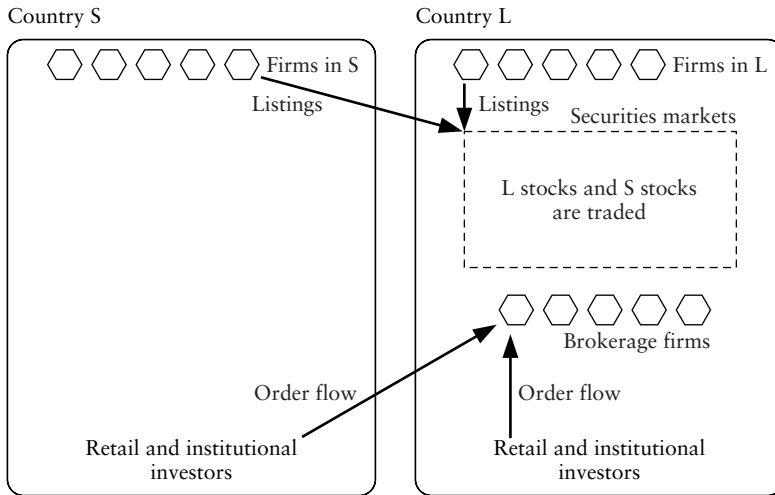 Country S
Country L
Firms in S
Firms in L
Listings
Listings
Securities markets
L stocks and S stocks
are traded
Brokerage firms
Order flow
Order flow
Retail and institutional
investors
Retail and institutional
investors